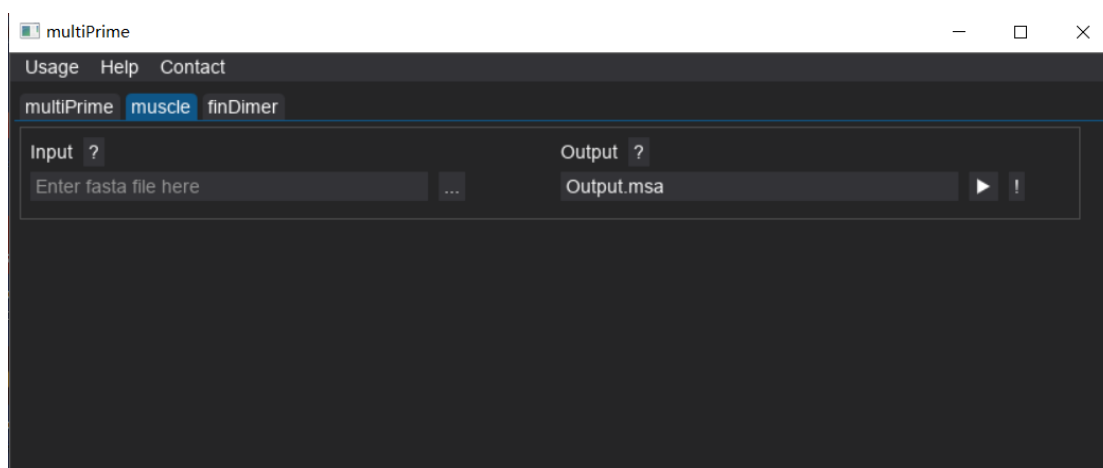 multiPrime
Usage Help Contact
multiPrime muscle finDimer
Input ? Output ?
Enter fasta file here ... Output.msa !